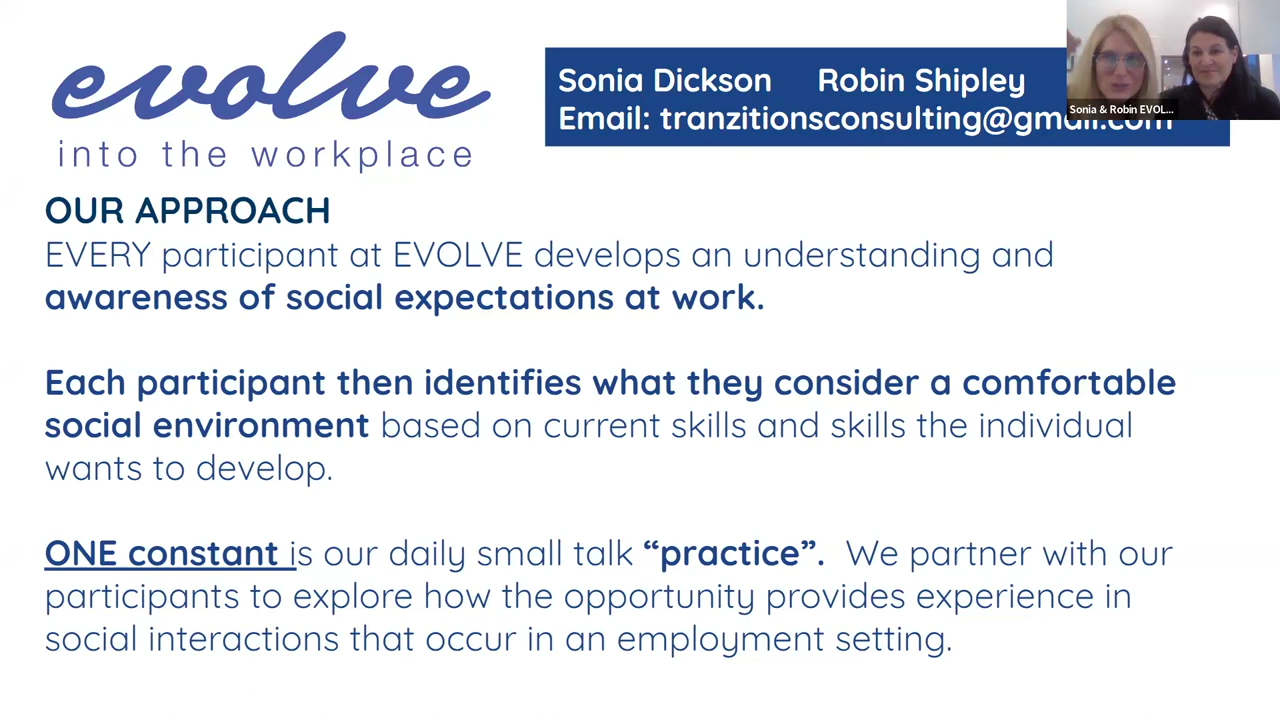 evolve
into the workplace
Sonia Dickson Robin Shipley
Email: tranzitionsconsulting@gmail.com
Sonia & Robin EVOL...
OUR APPROACH
EVERY participant at EVOLVE develops an understanding and
awareness of social expectations at work.
Each participant then identifies what they consider a comfortable
social environment based on current skills and skills the individual
wants to develop.
ONE constant is our daily small talk “practice”. We partner with our
participants to explore how the opportunity provides experience in
social interactions that occur in an employment setting.